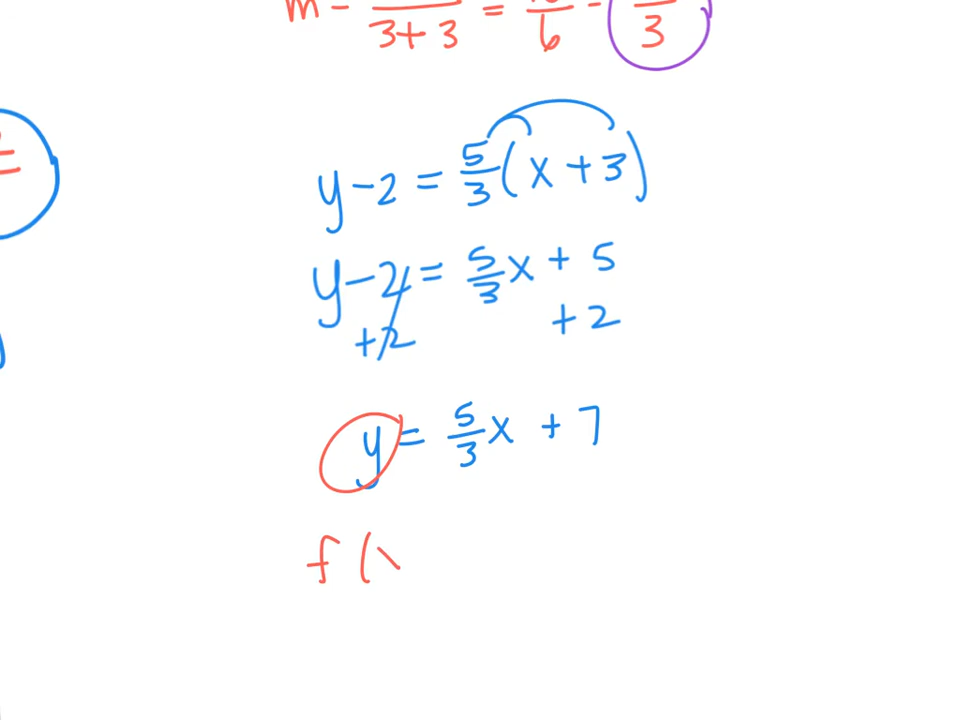 m - 3+3 = 6 - 3
y-2 = 5/3(x+3)
y-2 = 5/3x + 5
+2 +2
y = 5/3x + 7
f(